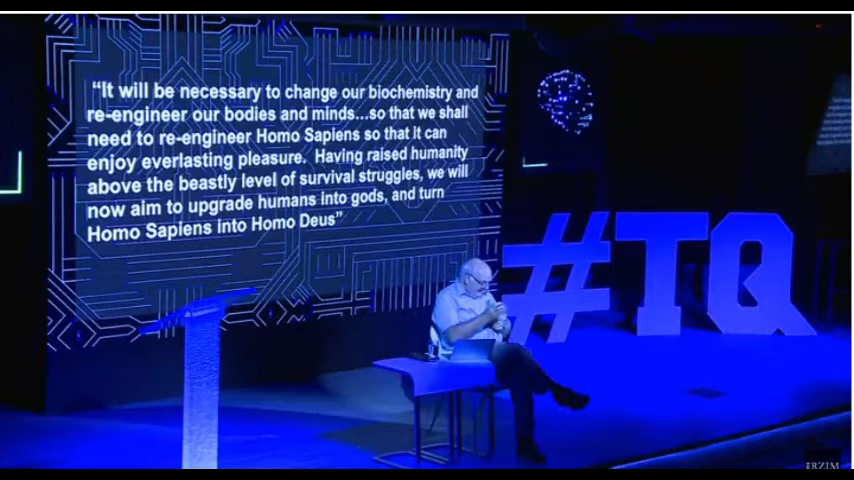 “It will be necessary to change our biochemistry and
re-engineer our bodies and minds...so that we shall
need to re-engineer Homo Sapiens so that it can
enjoy everlasting pleasure. Having raised humanity
above the beastly level of survival struggles, we will
now aim to upgrade humans into gods, and turn
Homo Sapiens into Homo Deus”
#TQ
RZIM